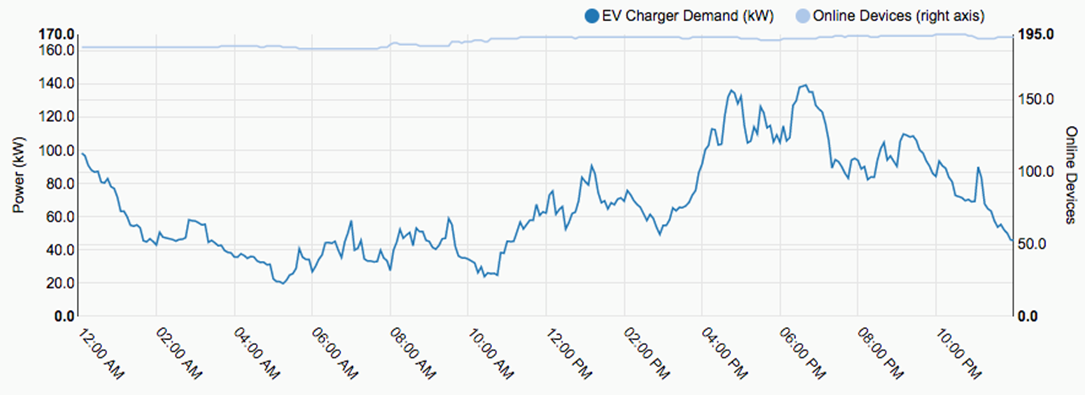 EV Charger Demand (kW) Online Devices (right axis)
170.0
160.0
140.0
120.0
100.0
80.0
60.0
40.0
20.0
0.0
Power (kW)
195.0
150.0
100.0
50.0
0.0
Online Devices
12:00 AM
02:00 AM
04:00 AM
06:00 AM
08:00 AM
10:00 AM
12:00 PM
02:00 PM
04:00 PM
06:00 PM
08:00 PM
10:00 PM